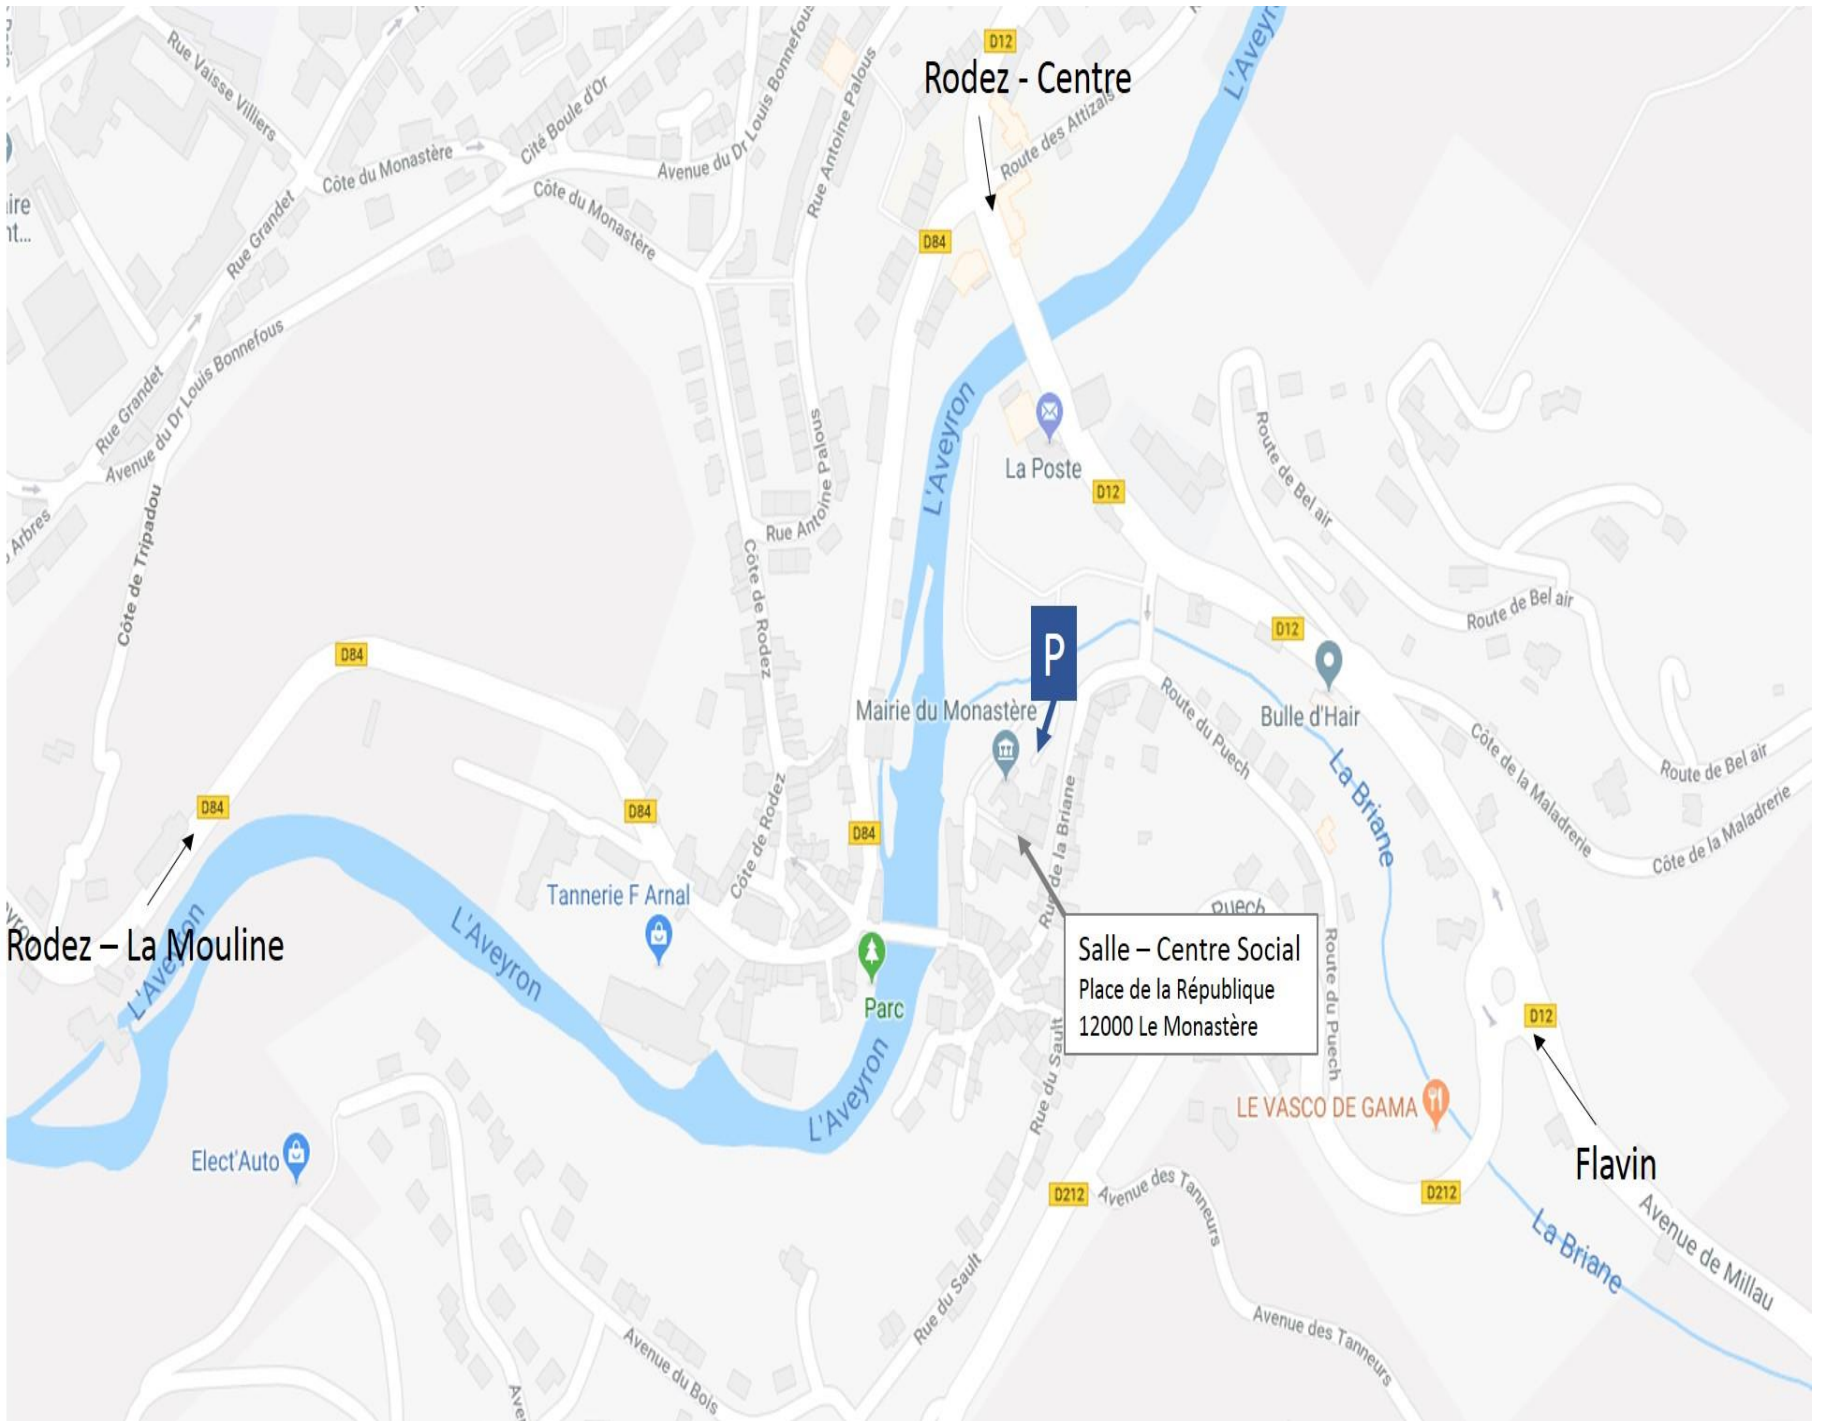 D12
Rodez - Centre
L'Aveyron
Rue Vaisse Villiers
Cité Boule d'Or
Avenue du Dr Louis Bonnefous
Rue Antoine Palous
Route des Attizals
Côte du Monastère
Côte du Monastère
aire
nt...
Rue Grandet
D84
Rue Grandet
Avenue du Dr Louis Bonnefous
L'Aveyron
La Poste
D12
Rue Antoine Palous
Route de Bel air
Arbres
Côte de Tripadou
Côte de Rodez
Route de Bel air
D84
D12
P
Mairie du Monastère
Route du Puech
Bulle d'Hair
Côte de la Maladrerie
Route de Bel air
La Briane
D84
D84
D84
Côte de Rodez
Rue de la Briane
Côte de la Maladrerie
Tannerie F Arnal
Puech
Rodez – La Mouline
L'Aveyron
L'Aveyron
Salle – Centre Social
Place de la République
12000 Le Monastère
Route du Puech
Parc
D12
L'Aveyron
Rue du Sault
LE VASCO DE GAMA
Elect'Auto
Flavin
D212
Avenue des Tanneurs
D212
Avenue de Millau
La Briane
Rue du Sault
Avenue des Tanneurs
Avenue du Bois
Ave